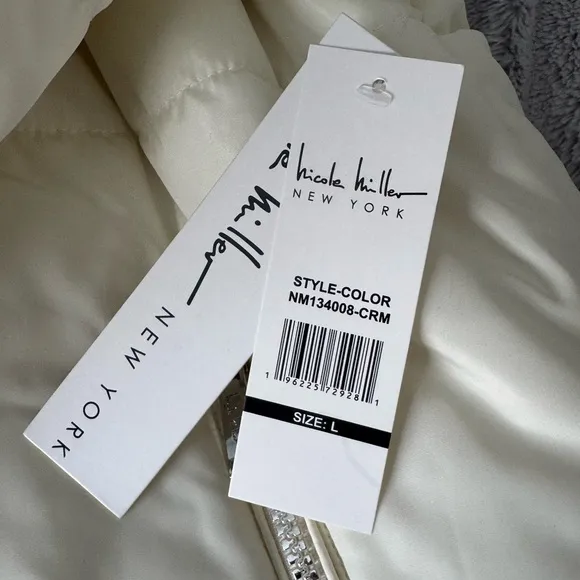 Nicole Miller
NEW YORK
STYLE-COLOR
NM134008-CRM
1 96225 72928 1
SIZE: L
Miller
NEW YORK